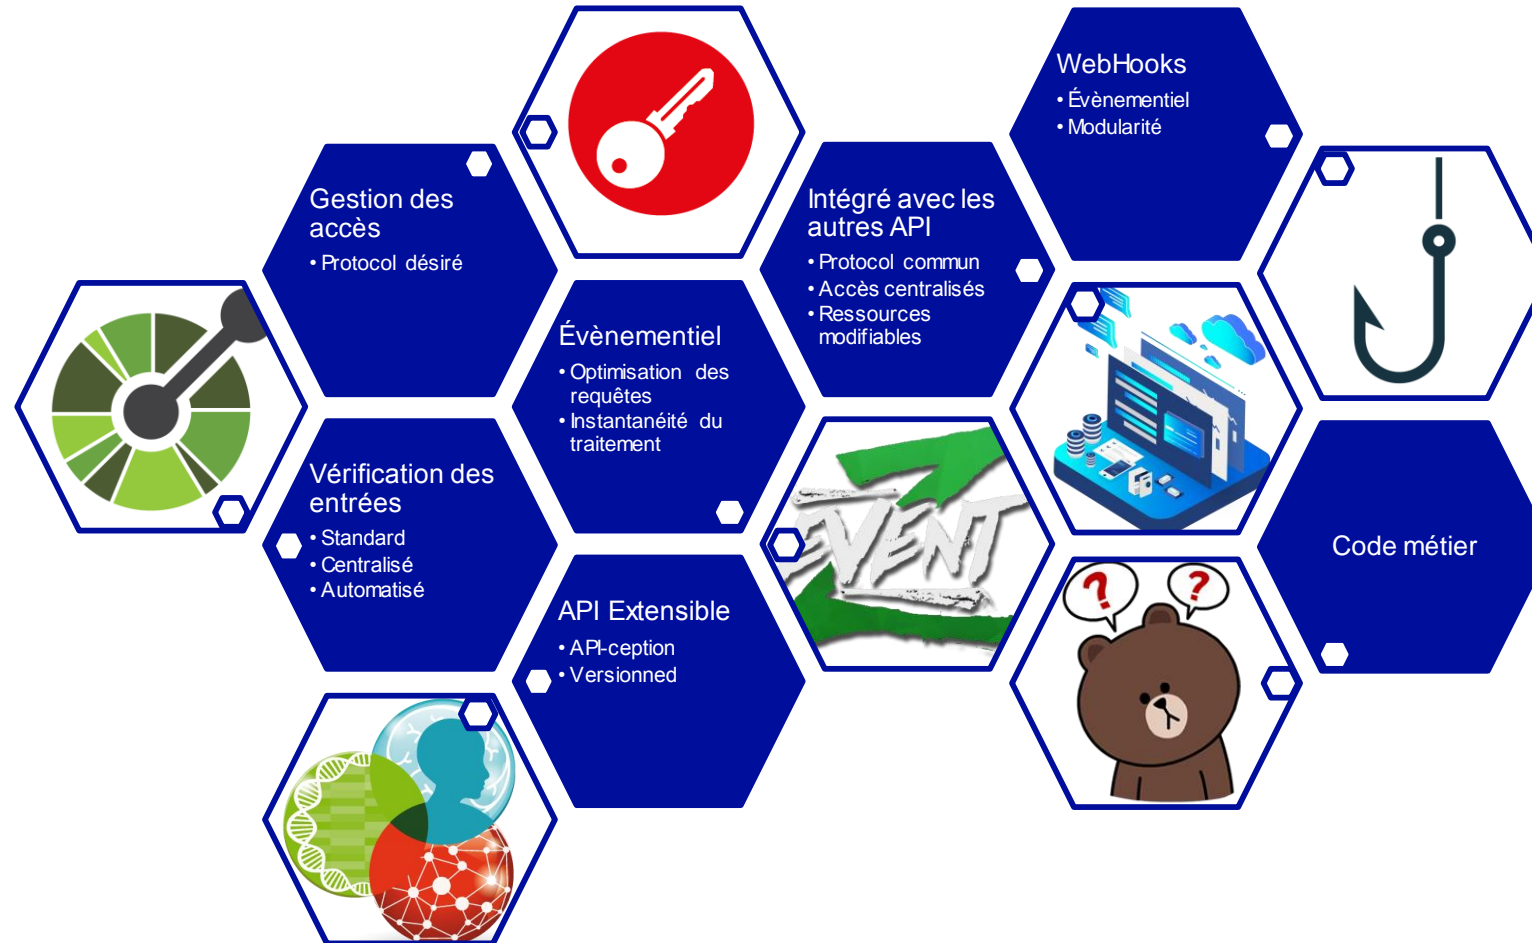 WebHooks
• Évènementiel
• Modularité
Gestion des
accès
• Protocol désiré
Intégré avec les
autres API
• Protocol commun
• Accès centralisés
• Ressources
modifiables
Évènementiel
• Optimisation des
requêtes
• Instantanéité du
traitement
Vérification des
entrées
• Standard
• Centralisé
• Automatisé
EVENT
Code métier
API Extensible
• API-ception
• Versionned
? ?